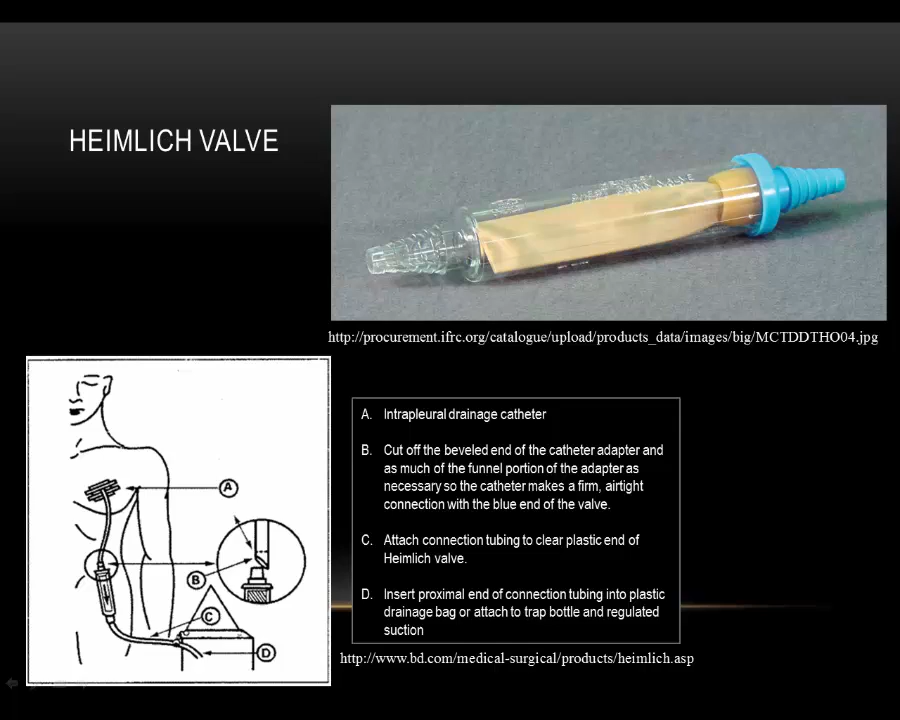 HEIMLICH VALVE
http://procurement.ifrc.org/catalogue/upload/products_data/images/big/MCTDDTHO04.jpg
A. Intrapleural drainage catheter
B. Cut off the beveled end of the catheter adapter and
as much of the funnel portion of the adapter as
necessary so the catheter makes a firm, airtight
connection with the blue end of the valve.
C. Attach connection tubing to clear plastic end of
Heimlich valve.
D. Insert proximal end of connection tubing into plastic
drainage bag or attach to trap bottle and regulated
suction
http://www.bd.com/medical-surgical/products/heimlich.asp
A
B
C
D